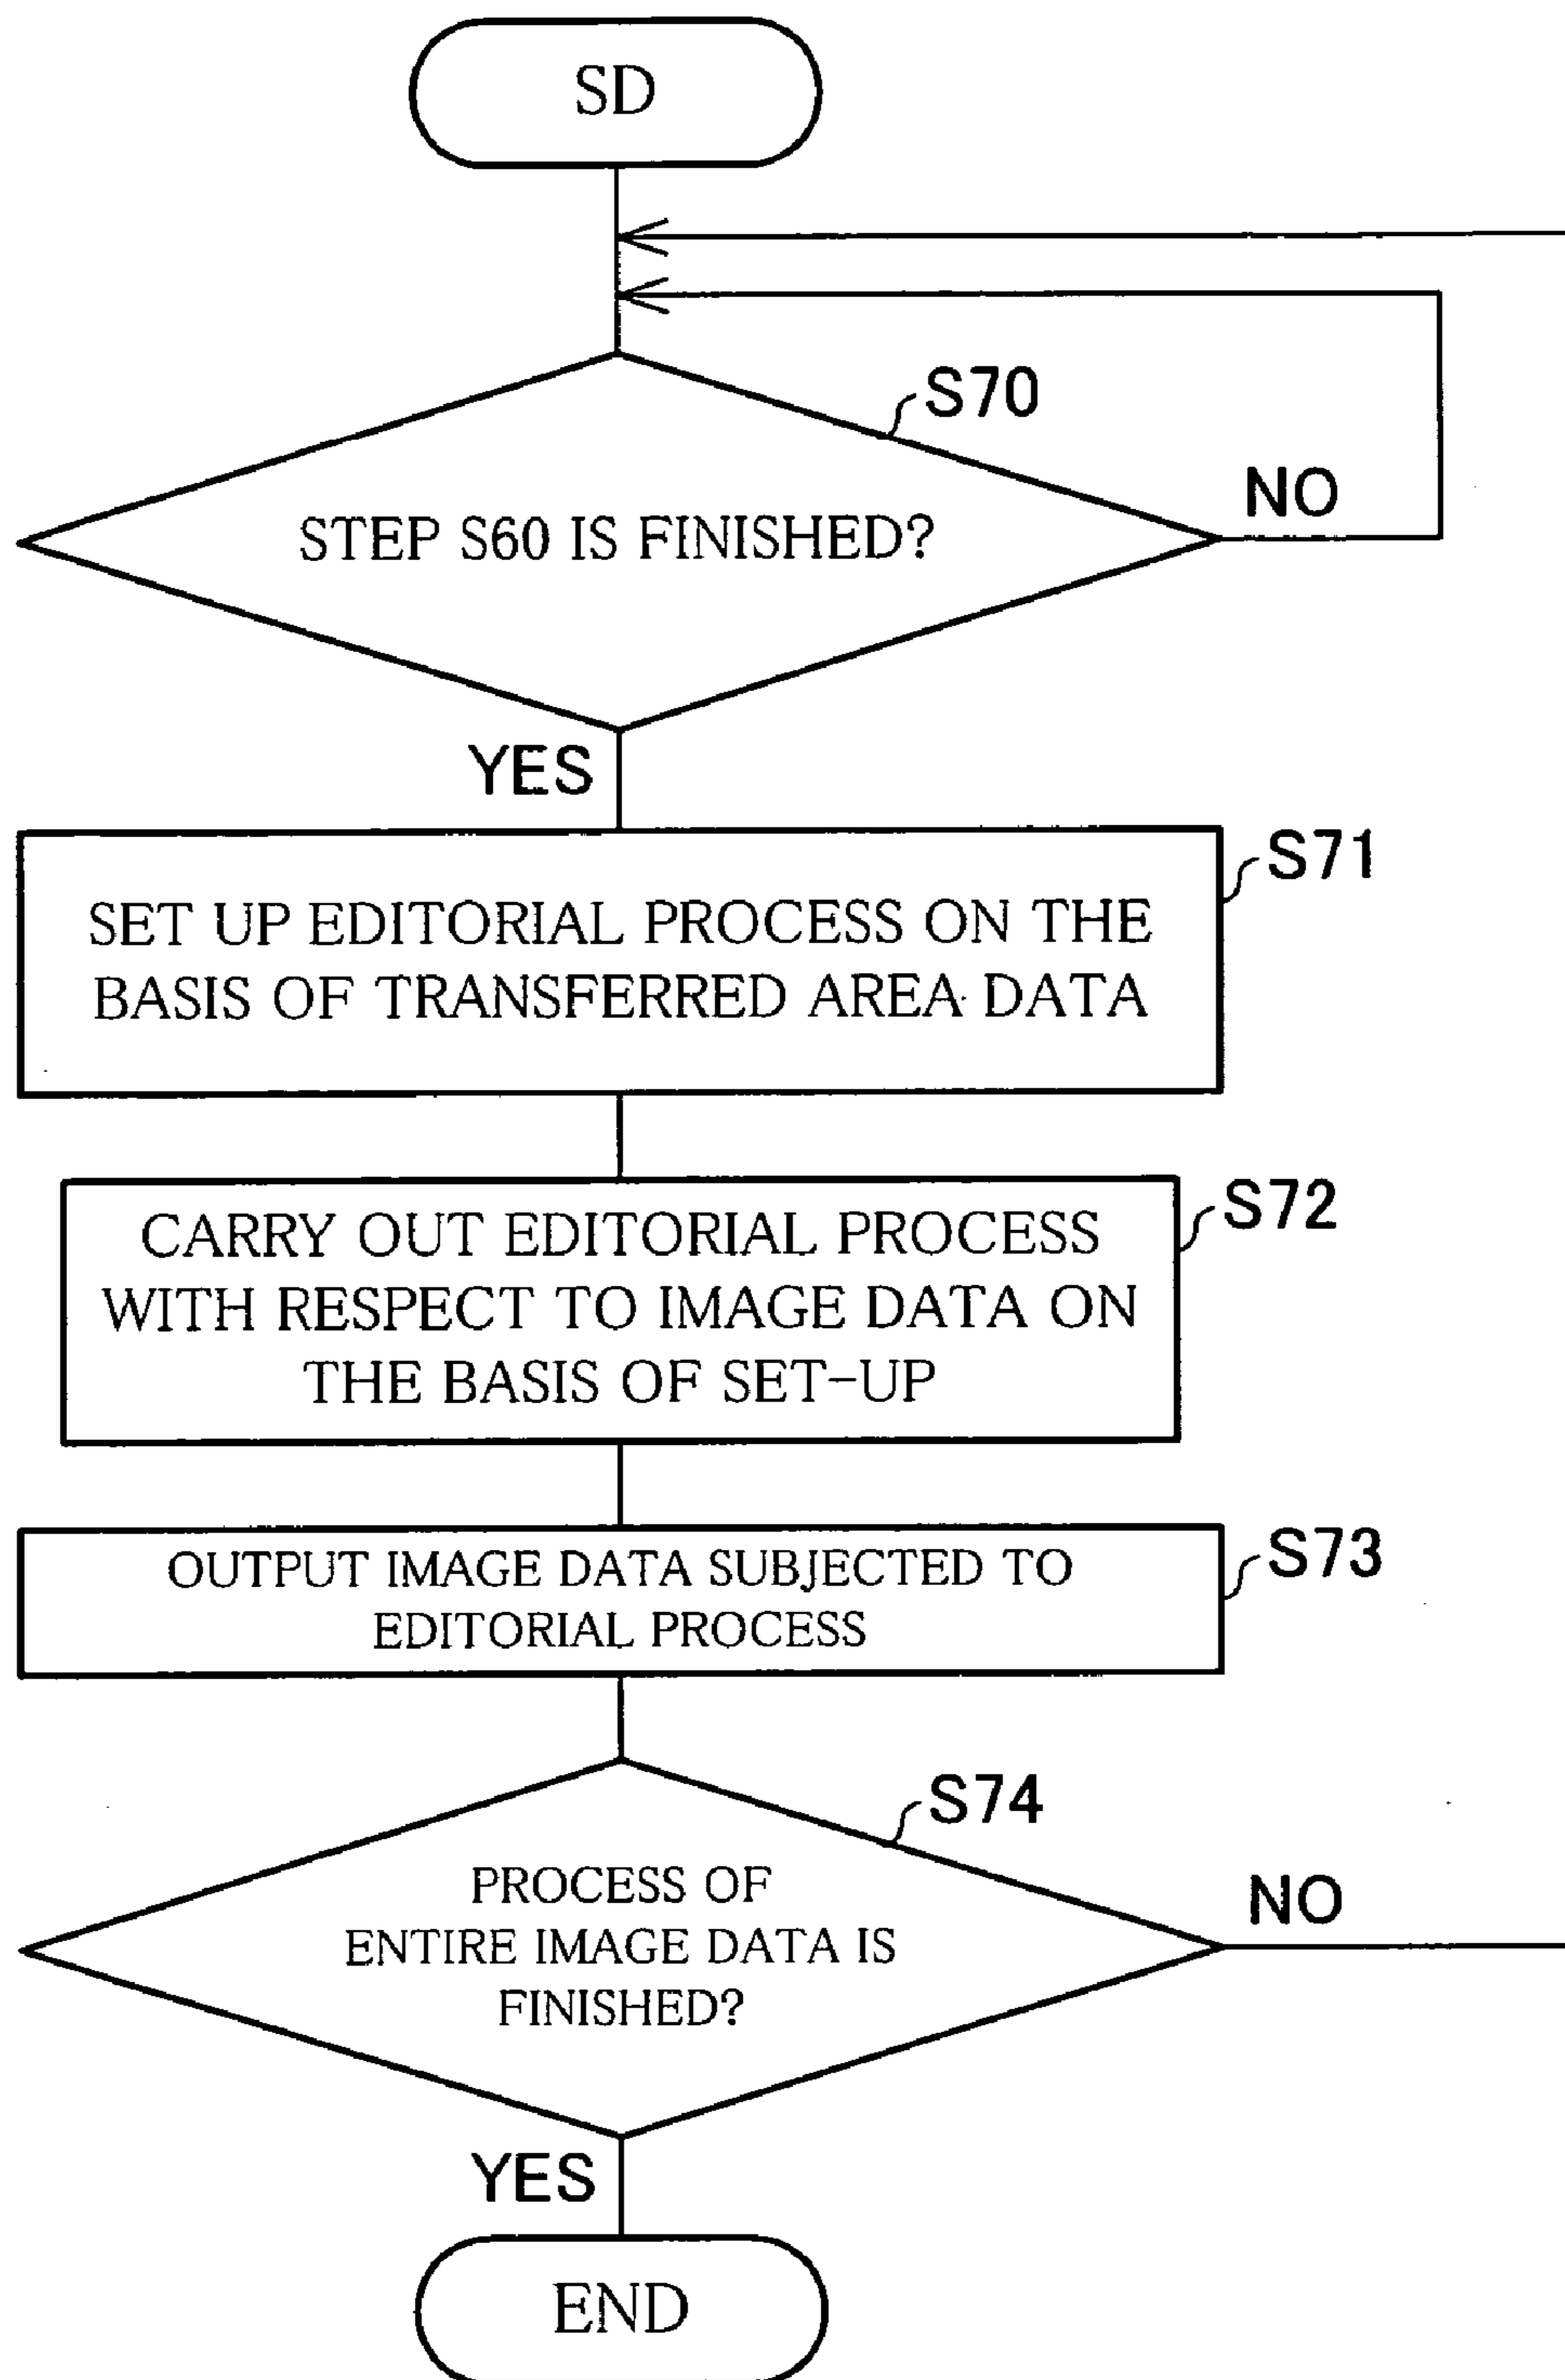 SD
S70
STEP S60 IS FINISHED?
NO
YES
S71
SET UP EDITORIAL PROCESS ON THE
BASIS OF TRANSFERRED AREA DATA
S72
CARRY OUT EDITORIAL PROCESS
WITH RESPECT TO IMAGE DATA ON
THE BASIS OF SET-UP
S73
OUTPUT IMAGE DATA SUBJECTED TO
EDITORIAL PROCESS
S74
PROCESS OF
ENTIRE IMAGE DATA IS
FINISHED?
NO
YES
END